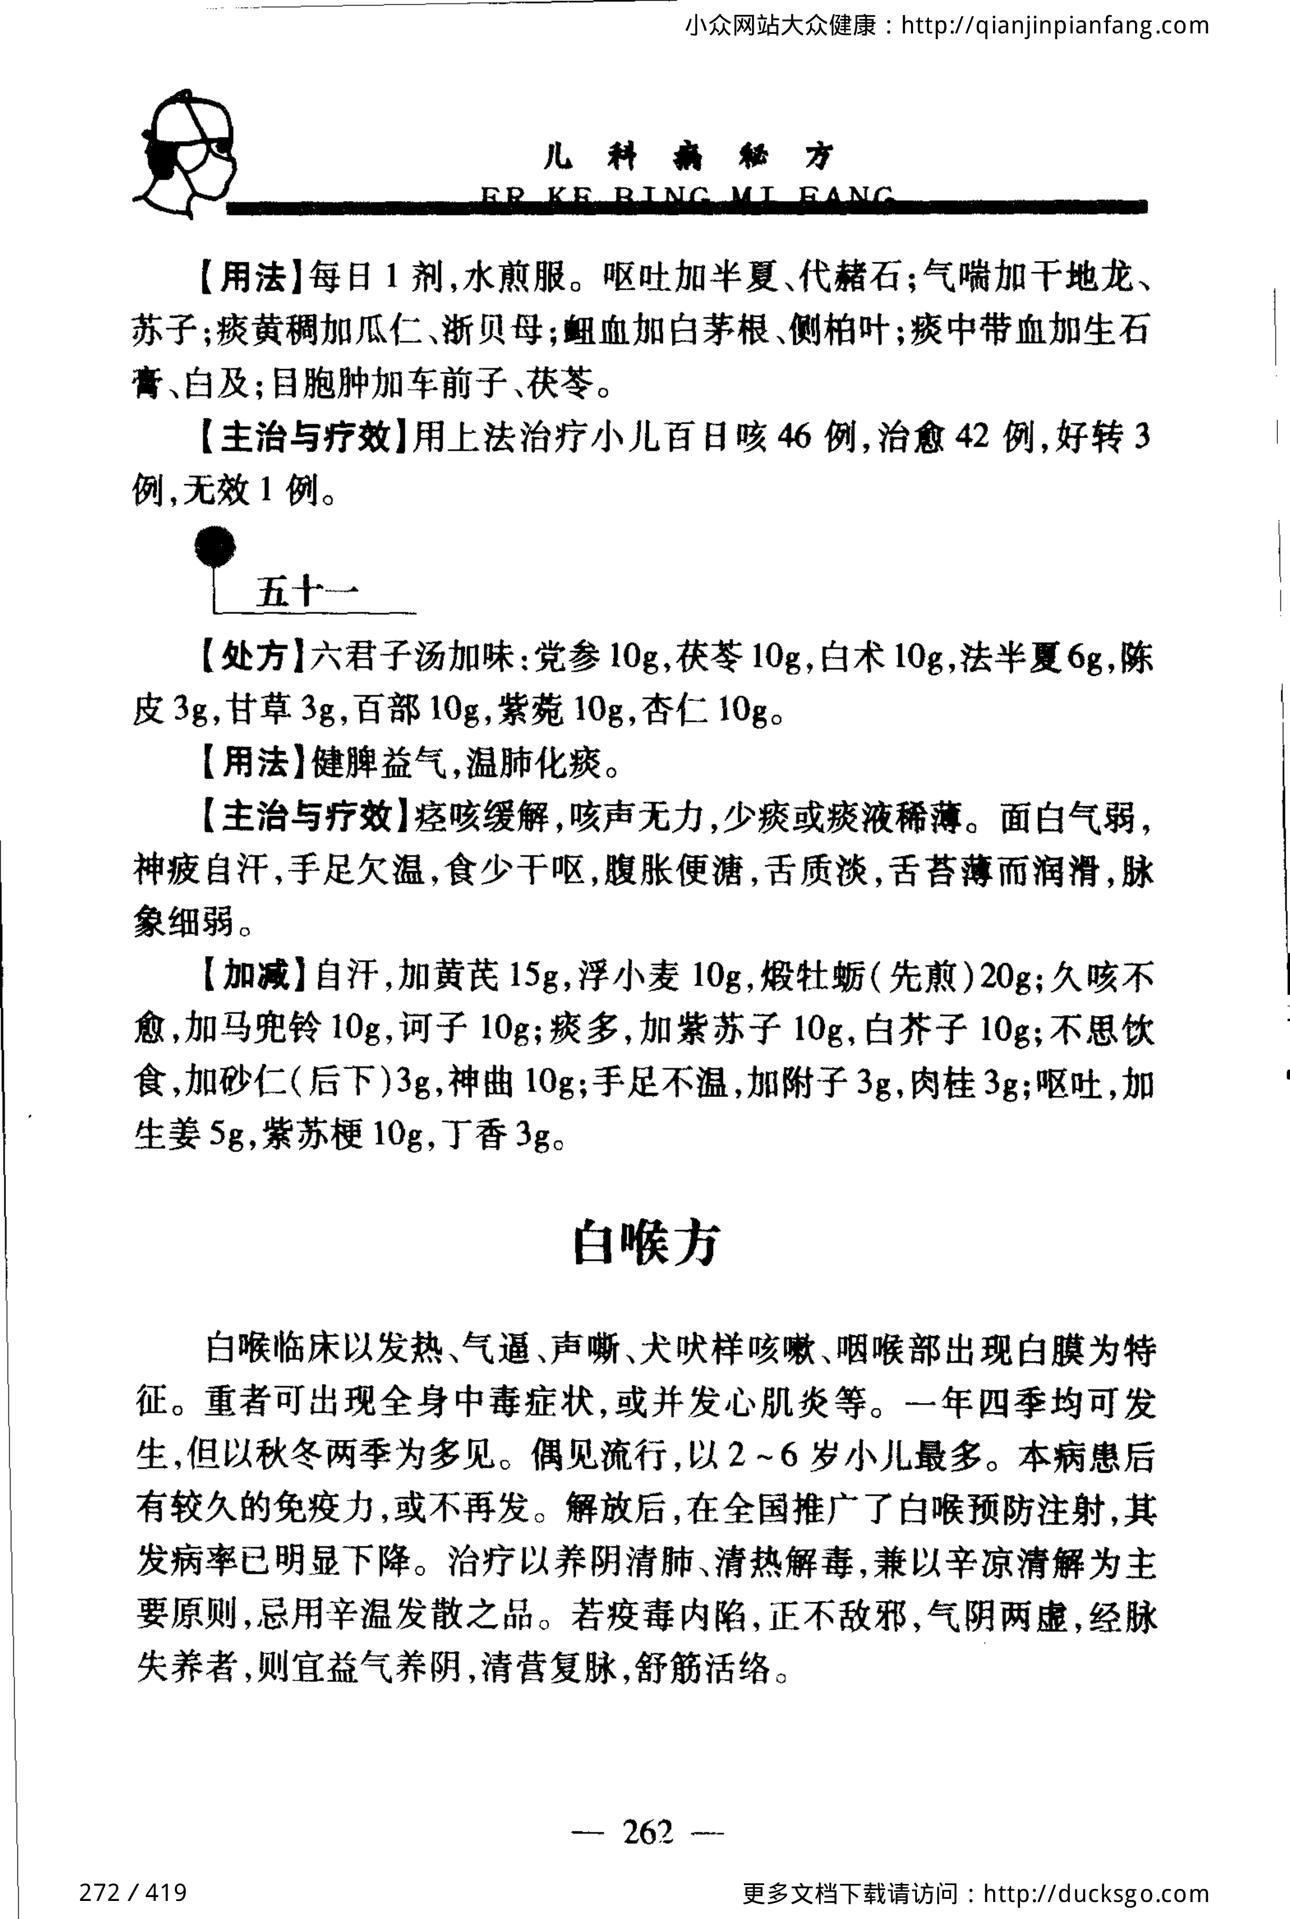 小众网站大众健康：http://qianjinpianfang.com
儿科病秘方
ER KE BING MI FANG
【用法】每日1剂,水煎服。呕吐加半夏、代赭石;气喘加干地龙、
苏子;痰黄稠加瓜仁、浙贝母;衄血加白茅根、侧柏叶;痰中带血加生石
膏、白及;目胞肿加车前子、茯苓。
【主治与疗效】用上法治疗小儿百日咳46例,治愈42例,好转3
例,无效1例。
五十一
【处方】六君子汤加味:党参10g,茯苓10g,白术10g,法半夏6g,陈
皮3g,甘草3g,百部10g,紫菀10g,杏仁10g。
【用法】健脾益气,温肺化痰。
【主治与疗效】痉咳缓解,咳声无力,少痰或痰液稀薄。面白气弱,
神疲自汗,手足欠温,食少干呕,腹胀便溏,舌质淡,舌苔薄而润滑,脉
象细弱。
【加减】自汗,加黄芪15g,浮小麦10g,煅牡蛎(先煎)20g;久咳不
愈,加马兜铃10g,诃子10g;痰多,加紫苏子10g,白芥子10g;不思饮
食,加砂仁(后下)3g,神曲10g;手足不温,加附子3g,肉桂3g;呕吐,加
生姜5g,紫苏梗10g,丁香3g。
白喉方
白喉临床以发热、气逼、声嘶、犬吠样咳嗽、咽喉部出现白膜为特
征。重者可出现全身中毒症状,或并发心肌炎等。一年四季均可发
生,但以秋冬两季为多见。偶见流行,以2~6岁小儿最多。本病患后
有较久的免疫力,或不再发。解放后,在全国推广了白喉预防注射,其
发病率已明显下降。治疗以养阴清肺、清热解毒,兼以辛凉清解为主
要原则,忌用辛温发散之品。若疫毒内陷,正不敌邪,气阴两虚,经脉
失养者,则宜益气养阴,清营复脉,舒筋活络。
— 262 —
272 / 419
更多文档下载请访问：http://ducksgo.com